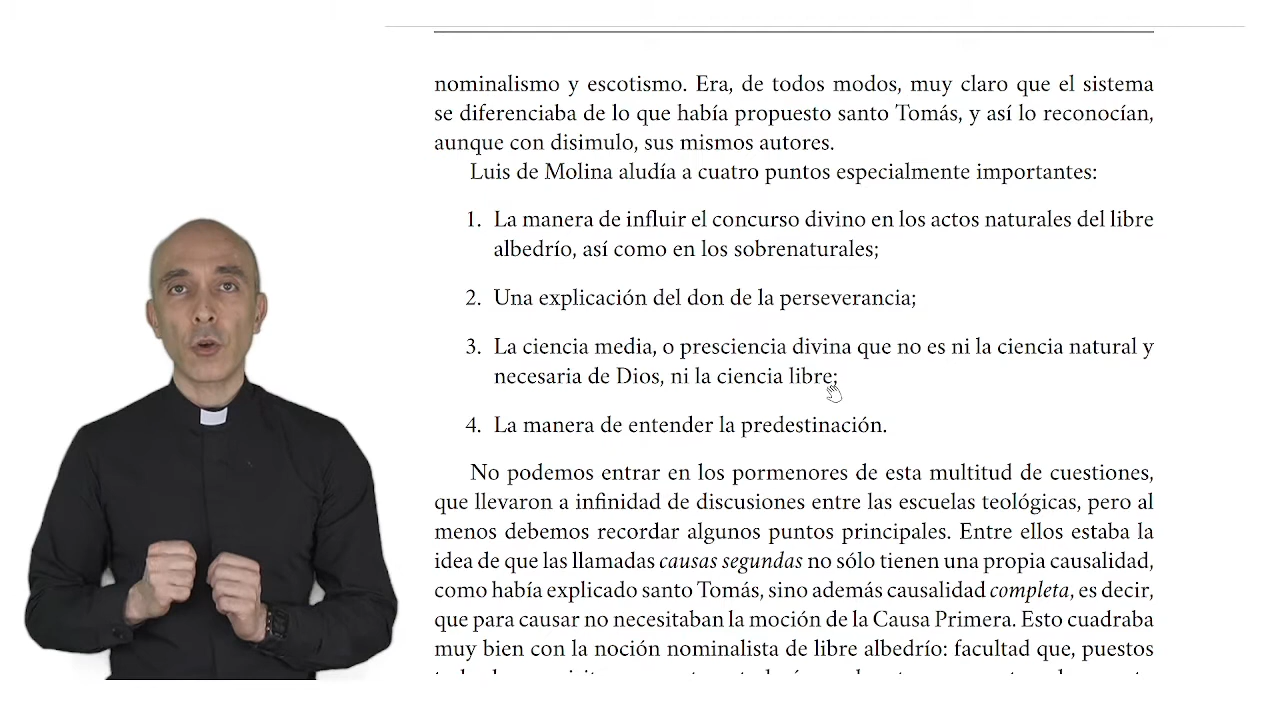 nominalismo y escotismo. Era, de todos modos, muy claro que el sistema
se diferenciaba de lo que había propuesto santo Tomás, y así lo reconocían,
aunque con disimulo, sus mismos autores.
Luis de Molina aludía a cuatro puntos especialmente importantes:
1. La manera de influir el concurso divino en los actos naturales del libre
albedrío, así como en los sobrenaturales;
2. Una explicación del don de la perseverancia;
3. La ciencia media, o presciencia divina que no es ni la ciencia natural y
necesaria de Dios, ni la ciencia libre;
4. La manera de entender la predestinación.
No podemos entrar en los pormenores de esta multitud de cuestiones,
que llevaron a infinidad de discusiones entre las escuelas teológicas, pero al
menos debemos recordar algunos puntos principales. Entre ellos estaba la
idea de que las llamadas causas segundas no sólo tienen una propia causalidad,
como había explicado santo Tomás, sino además causalidad completa, es decir,
que para causar no necesitaban la moción de la Causa Primera. Esto cuadraba
muy bien con la noción nominalista de libre albedrío: facultad que, puestos